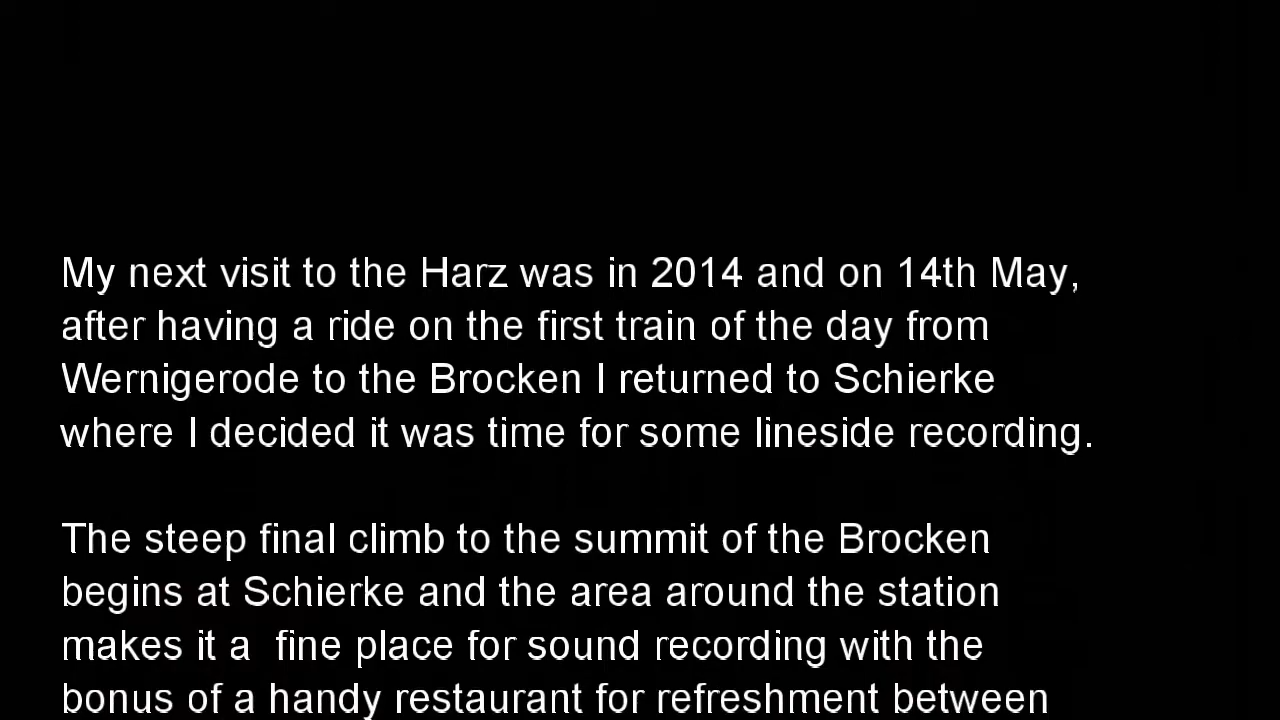 My next visit to the Harz was in 2014 and on 14th May,
after having a ride on the first train of the day from
Wernigerode to the Brocken I returned to Schierke
where I decided it was time for some lineside recording.
The steep final climb to the summit of the Brocken
begins at Schierke and the area around the station
makes it a  fine place for sound recording with the
bonus of a handy restaurant for refreshment between